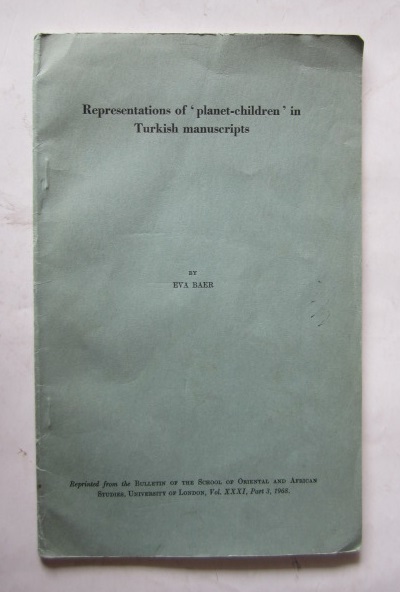 Representations of ‘planet-children’ in
Turkish manuscripts
BY
EVA BAER
Reprinted from the BULLETIN OF THE SCHOOL OF ORIENTAL AND AFRICAN
STUDIES, UNIVERSITY OF LONDON, Vol. XXXI, Part 3, 1968.